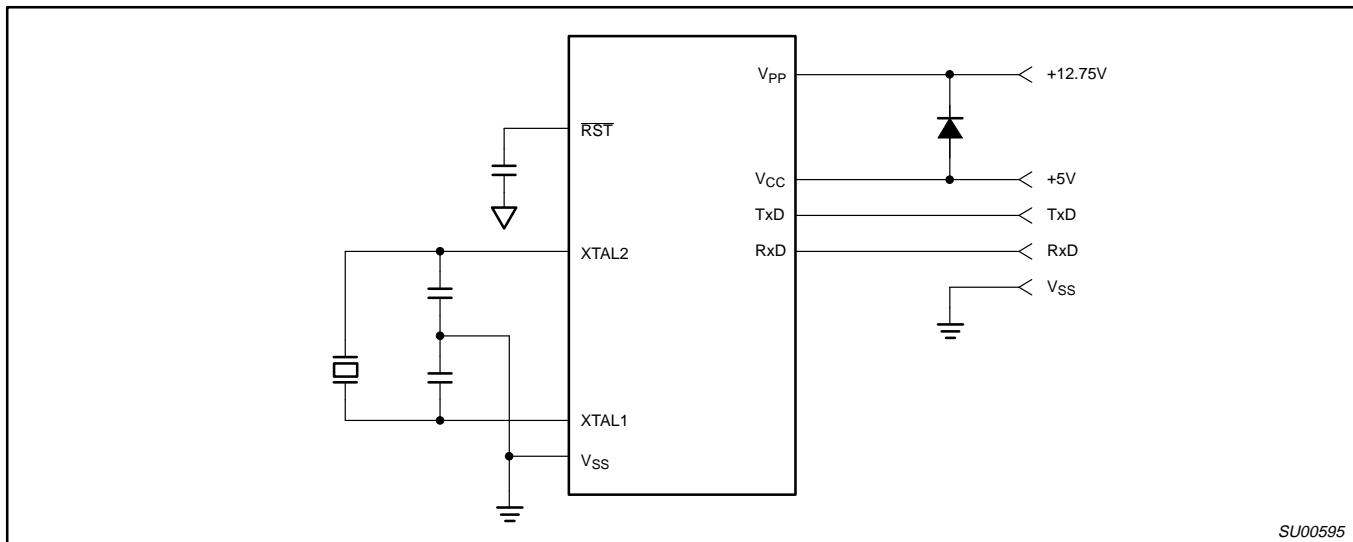 VPP
+12.75V
RST
VCC
+5V
TxD
TxD
XTAL2
RxD
RxD
VSS
XTAL1
VSS
SU00595